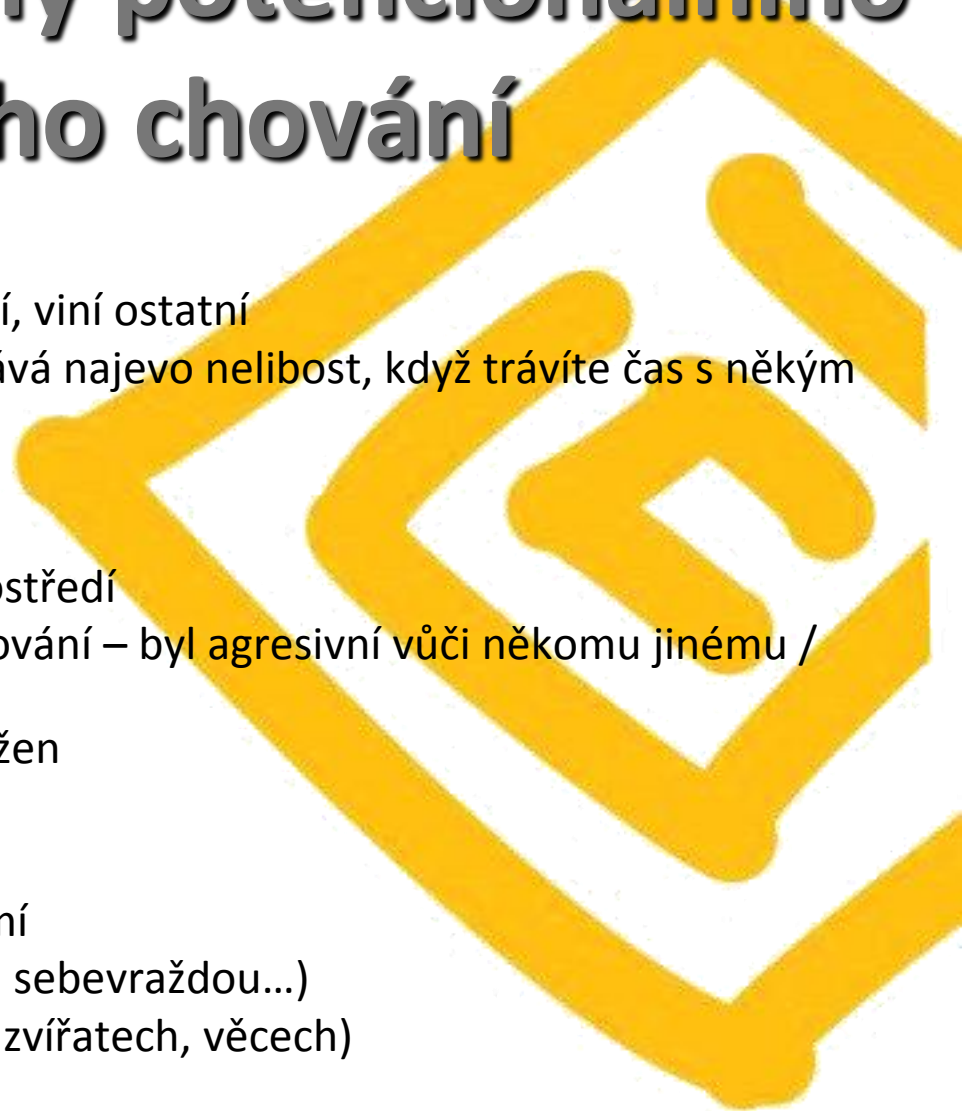 ny potencionálního
ho chování
í, viní ostatní
ává najevo nelibost, když trávíte čas s někým
ostředí
ování – byl agresivní vůči někomu jinému /
žen
ní
sebevraždou…)
zvířatech, věcech)